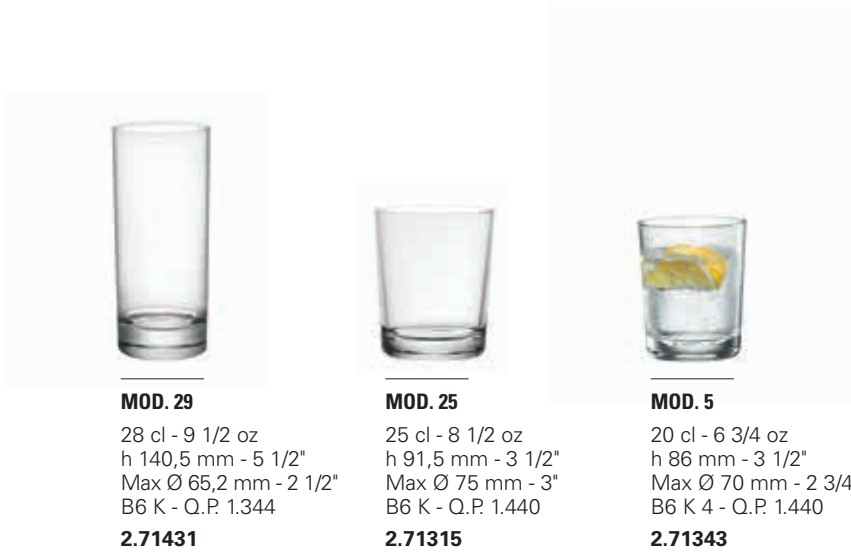 MOD. 29
28 cl - 9 1/2 oz
h 140,5 mm - 5 1/2"
Max Ø 65,2 mm - 2 1/2"
B6 K - Q.P. 1.344
2.71431
MOD. 25
25 cl - 8 1/2 oz
h 91,5 mm - 3 1/2"
Max Ø 75 mm - 3"
B6 K - Q.P. 1.440
2.71315
MOD. 5
20 cl - 6 3/4 oz
h 86 mm - 3 1/2"
Max Ø 70 mm - 2 3/4
B6 K 4 - Q.P. 1.440
2.71343